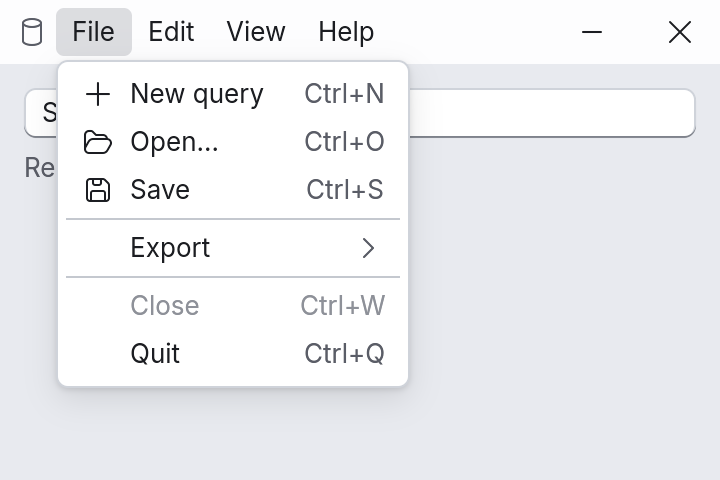 File Edit View Help
New query Ctrl+N
Open... Ctrl+O
Save Ctrl+S
Export
Close Ctrl+W
Quit Ctrl+Q